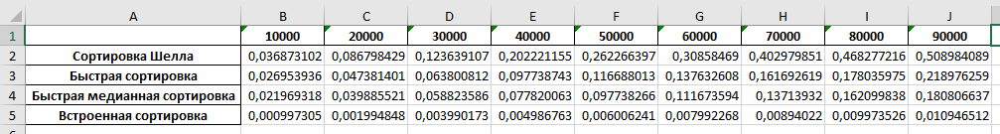 A B C D E F G H I J
1 10000 20000 30000 40000 50000 60000 70000 80000 90000
2 Сортировка Шелла 0,036873102 0,086798429 0,123639107 0,202221155 0,262266397 0,30858469 0,402979851 0,468277216 0,508984089
3 Быстрая сортировка 0,026953936 0,047381401 0,063800812 0,097738743 0,116688013 0,137632608 0,161692619 0,178035975 0,218976259
4 Быстрая медианная сортировка 0,021969318 0,039885521 0,058823586 0,077820063 0,097738266 0,111673594 0,13713932 0,162099838 0,180806637
5 Встроенная сортировка 0,000997305 0,001994848 0,003990173 0,004986763 0,006006241 0,007992268 0,00894022 0,009973526 0,010946512